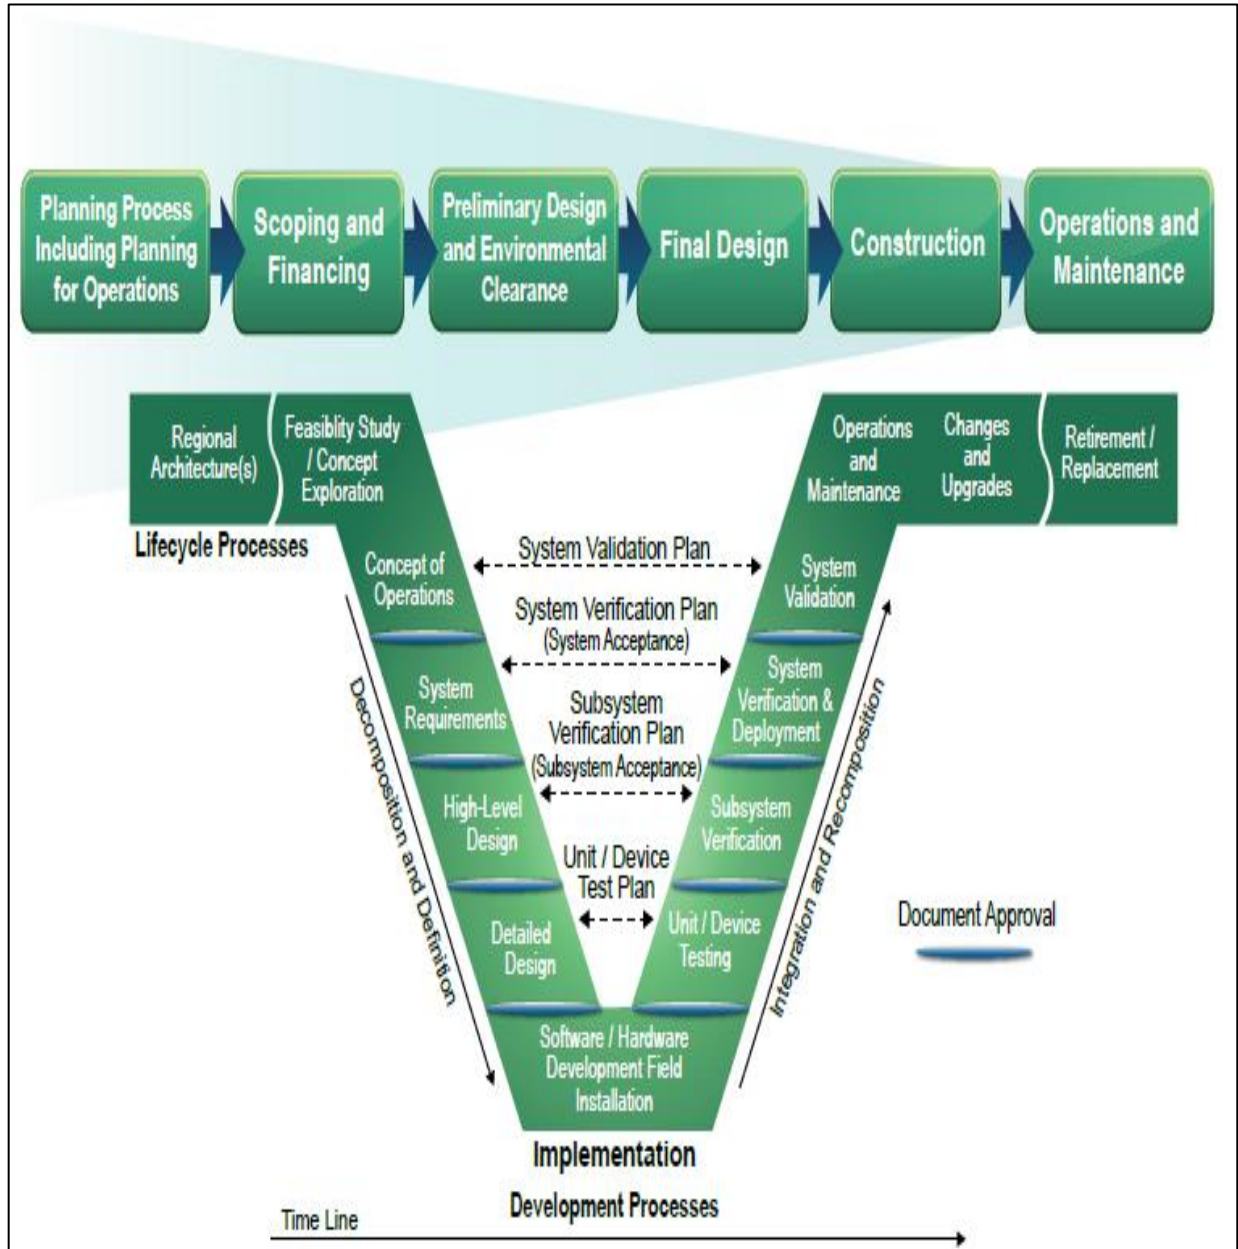 Planning Process
Including Planning
for Operations
Scoping and
Financing
Preliminary Design
and Environmental
Clearance
Final Design
Construction
Operations and
Maintenance
Regional
Architecture(s)
Feasiblity Study
/ Concept
Exploration
Operations
and
Maintenance
Changes
and
Upgrades
Retirement /
Replacement
Lifecycle Processes
Concept of
Operations
System Validation Plan
System
Validation
System Verification Plan
(System Acceptance)
System
Requirements
System
Verification &
Deployment
Subsystem
Verification Plan
(Subsystem Acceptance)
High-Level
Design
Subsystem
Verification
Unit / Device
Test Plan
Detailed
Design
Unit / Device
Testing
Decomposition and Definition
Integration and Recomposition
Document Approval
Software / Hardware
Development Field
Installation
Implementation
Development Processes
Time Line